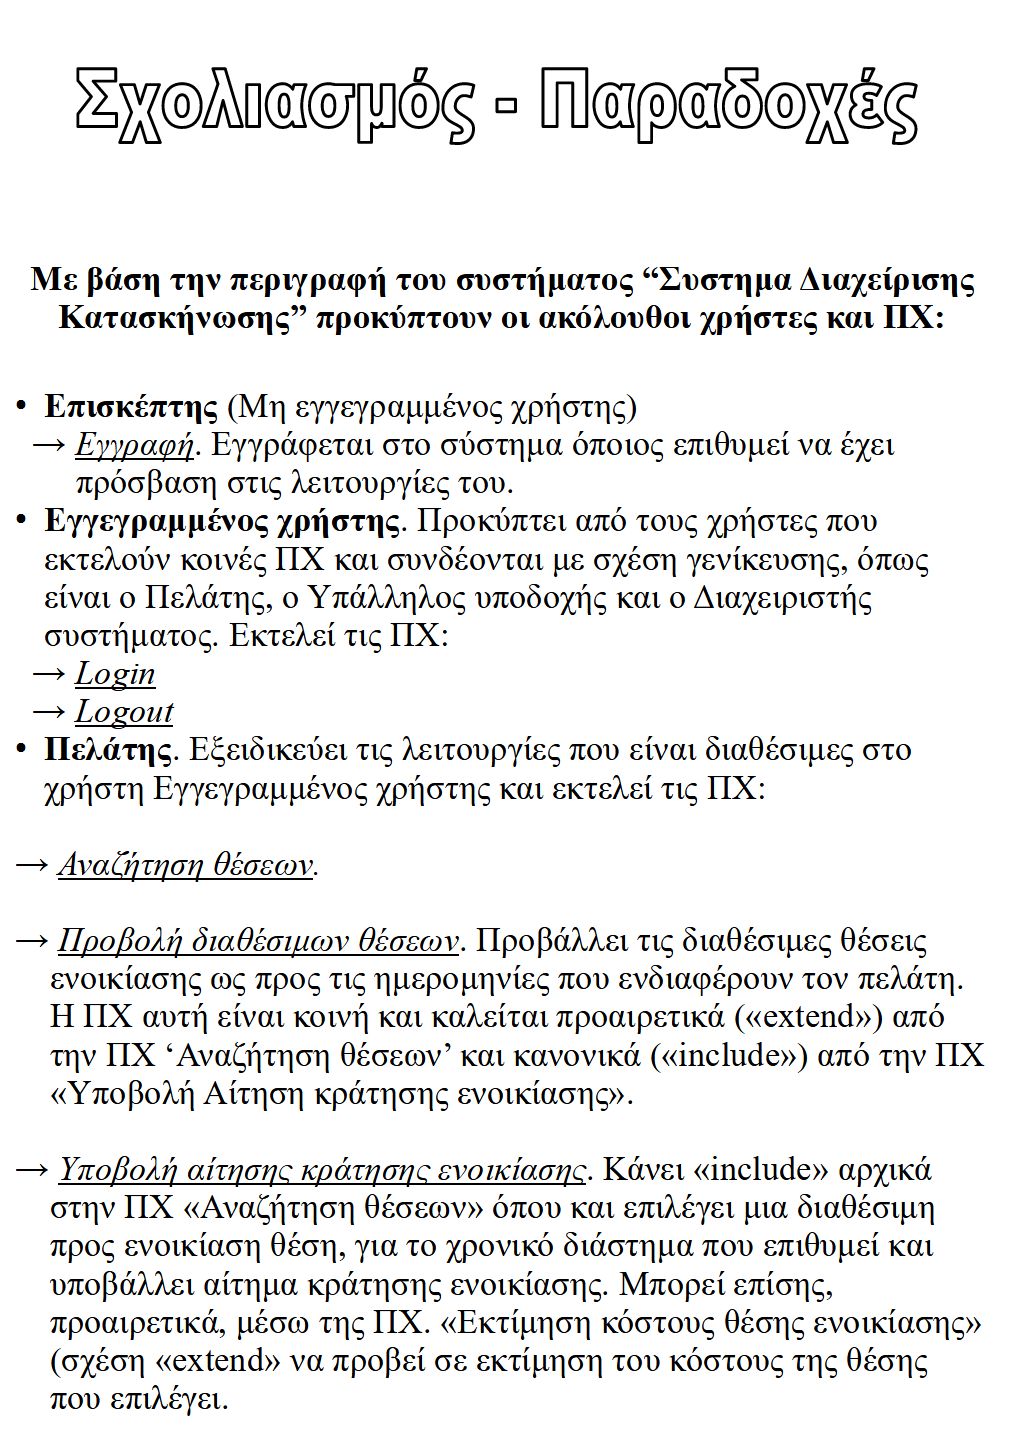 Σχολιασμός - Παραδοχές
Με βάση την περιγραφή του συστήματος “Συστημα Διαχείρισης
Κατασκήνωσης” προκύπτουν οι ακόλουθοι χρήστες και ΠΧ:
• Επισκέπτης (Μη εγγεγραμμένος χρήστης)
→ Εγγραφή. Εγγράφεται στο σύστημα όποιος επιθυμεί να έχει
πρόσβαση στις λειτουργίες του.
• Εγγεγραμμένος χρήστης. Προκύπτει από τους χρήστες που
εκτελούν κοινές ΠΧ και συνδέονται με σχέση γενίκευσης, όπως
είναι ο Πελάτης, ο Υπάλληλος υποδοχής και ο Διαχειριστής
συστήματος. Εκτελεί τις ΠΧ:
→ Login
→ Logout
• Πελάτης. Εξειδικεύει τις λειτουργίες που είναι διαθέσιμες στο
χρήστη Εγγεγραμμένος χρήστης και εκτελεί τις ΠΧ:
→ Αναζήτηση θέσεων.
→ Προβολή διαθέσιμων θέσεων. Προβάλλει τις διαθέσιμες θέσεις
ενοικίασης ως προς τις ημερομηνίες που ενδιαφέρουν τον πελάτη.
Η ΠΧ αυτή είναι κοινή και καλείται προαιρετικά («extend») από
την ΠΧ ‘Αναζήτηση θέσεων’ και κανονικά («include») από την ΠΧ
«Υποβολή Αίτηση κράτησης ενοικίασης».
→ Υποβολή αίτησης κράτησης ενοικίασης. Κάνει «include» αρχικά
στην ΠΧ «Αναζήτηση θέσεων» όπου και επιλέγει μια διαθέσιμη
προς ενοικίαση θέση, για το χρονικό διάστημα που επιθυμεί και
υποβάλλει αίτημα κράτησης ενοικίασης. Μπορεί επίσης,
προαιρετικά, μέσω της ΠΧ. «Εκτίμηση κόστους θέσης ενοικίασης»
(σχέση «extend» να προβεί σε εκτίμηση του κόστους της θέσης
που επιλέγει.